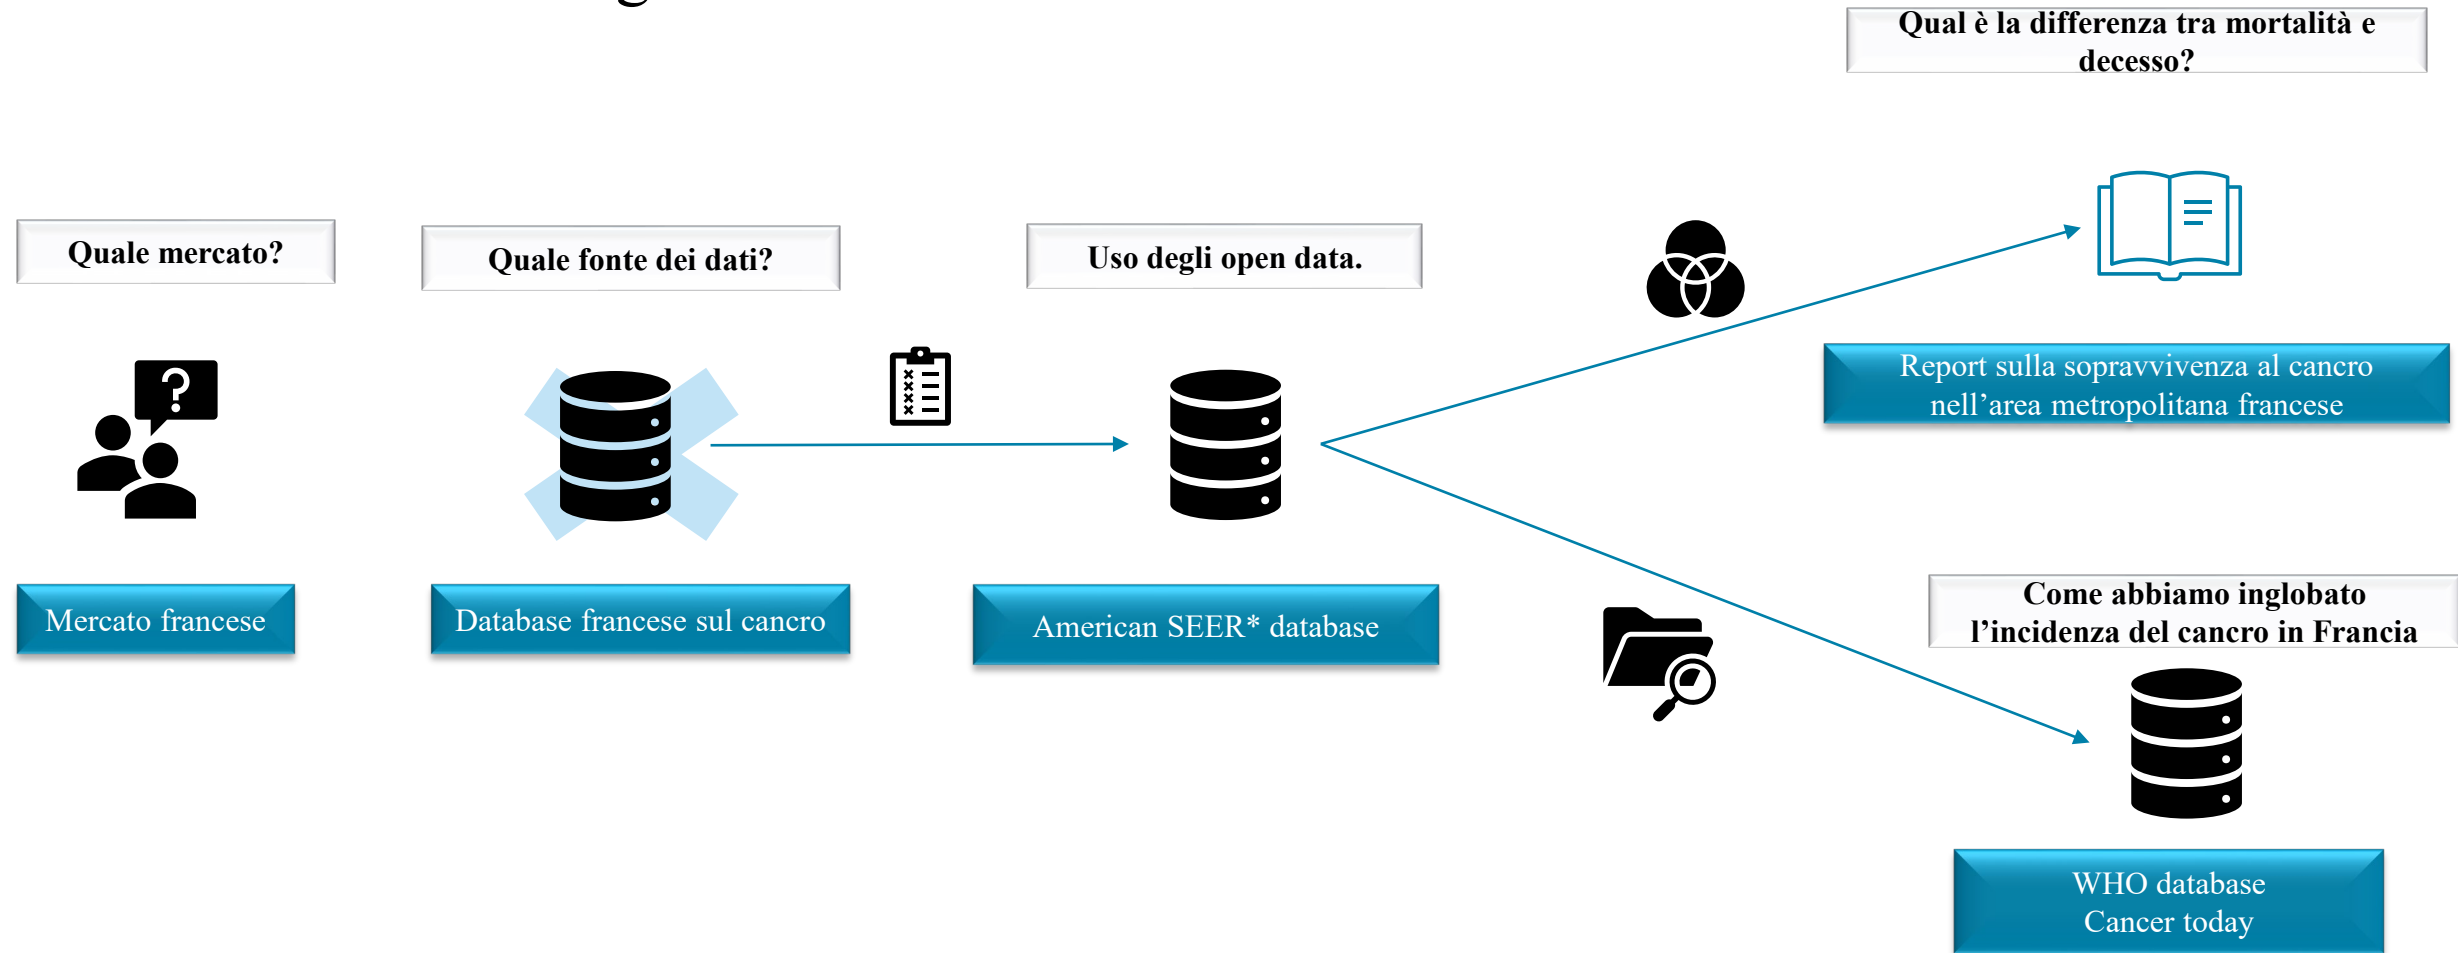 Qual è la differenza tra mortalità e
decesso?
Quale mercato?
Quale fonte dei dati?
Uso degli open data.
?
Report sulla sopravvivenza al cancro
nell’area metropolitana francese
Mercato francese
Database francese sul cancro
American SEER* database
Come abbiamo inglobato
l’incidenza del cancro in Francia
WHO database
Cancer today